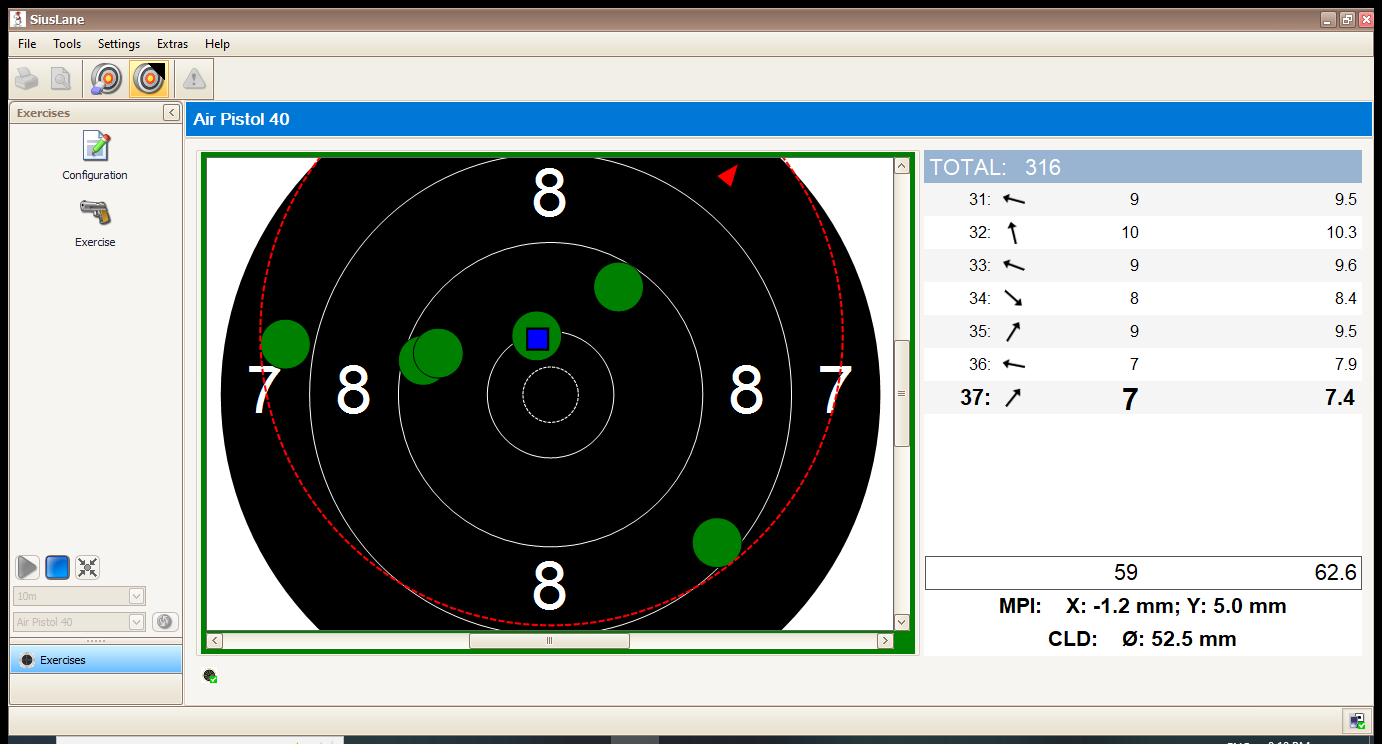 SiusLane
File Tools Settings Extras Help
Exercises
Configuration
Exercise
10m
Air Pistol 40
Exercises
Air Pistol 40
8
7 8 8 7
8
TOTAL: 316
31: 9 9.5
32: 10 10.3
33: 9 9.6
34: 8 8.4
35: 9 9.5
36: 7 7.9
37: 7 7.4
59 62.6
MPI: X: -1.2 mm; Y: 5.0 mm
CLD: Ø: 52.5 mm